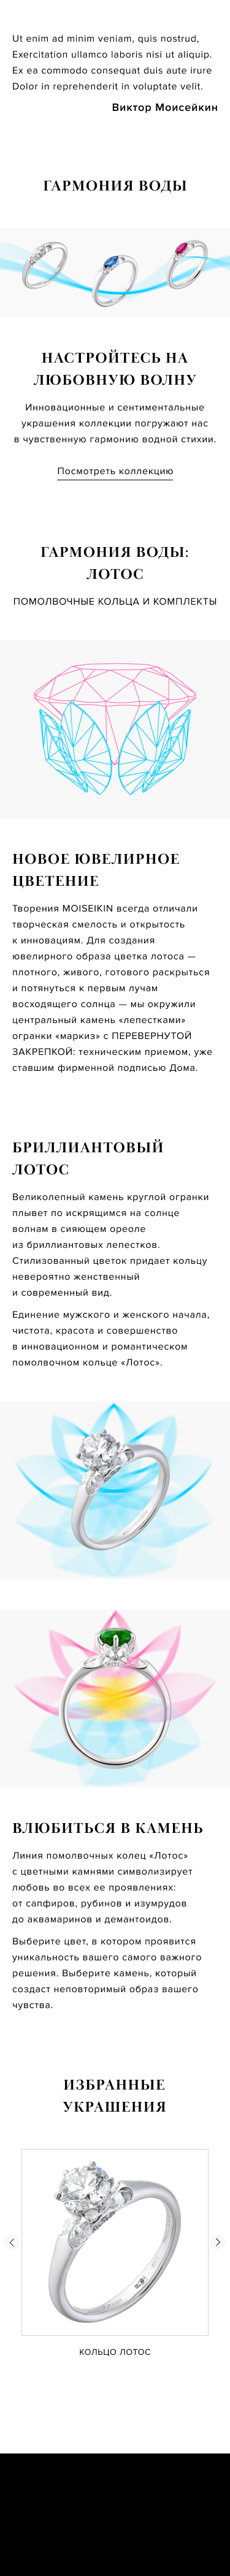 Ut enim ad minim veniam, quis nostrud,
Exercitation ullamco laboris nisi ut aliquip.
Ex ea commodo consequat duis aute irure
Dolor in reprehenderit in voluptate velit.
Виктор Моисейкин
ГАРМОНИЯ ВОДЫ
НАСТРОЙТЕСЬ НА
ЛЮБОВНУЮ ВОЛНУ
Инновационные и сентиментальные
украшения коллекции погружают нас
в чувственную гармонию водной стихии.
Посмотреть коллекцию
ГАРМОНИЯ ВОДЫ:
ЛОТОС
ПОМОЛВОЧНЫЕ КОЛЬЦА И КОМПЛЕКТЫ
НОВОЕ ЮВЕЛИРНОЕ
ЦВЕТЕНИЕ
Творения MOISEIKIN всегда отличали
творческая смелость и открытость
к инновациям. Для создания
ювелирного образа цветка лотоса —
плотного, живого, готового раскрыться
и потянуться к первым лучам
восходящего солнца — мы окружили
центральный камень «лепестками»
огранки «маркиз» с ПЕРЕВЕРНУТОЙ
ЗАКРЕПКОЙ: техническим приемом, уже
ставшим фирменной подписью Дома.
БРИЛЛИАНТОВЫЙ
ЛОТОС
Великолепный камень круглой огранки
плывет по искрящимся на солнце
волнам в сияющем ореоле
из бриллиантовых лепестков.
Стилизованный цветок придает кольцу
невероятно женственный
и современный вид.
Единение мужского и женского начала,
чистота, красота и совершенство
в инновационном и романтическом
помолвочном кольце «Лотос».
ВЛЮБИТЬСЯ В КАМЕНЬ
Линия помолвочных колец «Лотос»
с цветными камнями символизирует
любовь во всех ее проявлениях:
от сапфиров, рубинов и изумрудов
до аквамаринов и демантоидов.
Выберите цвет, в котором проявится
уникальность вашего самого важного
решения. Выберите камень, который
создаст неповторимый образ вашего
чувства.
ИЗБРАННЫЕ
УКРАШЕНИЯ
КОЛЬЦО ЛОТОС